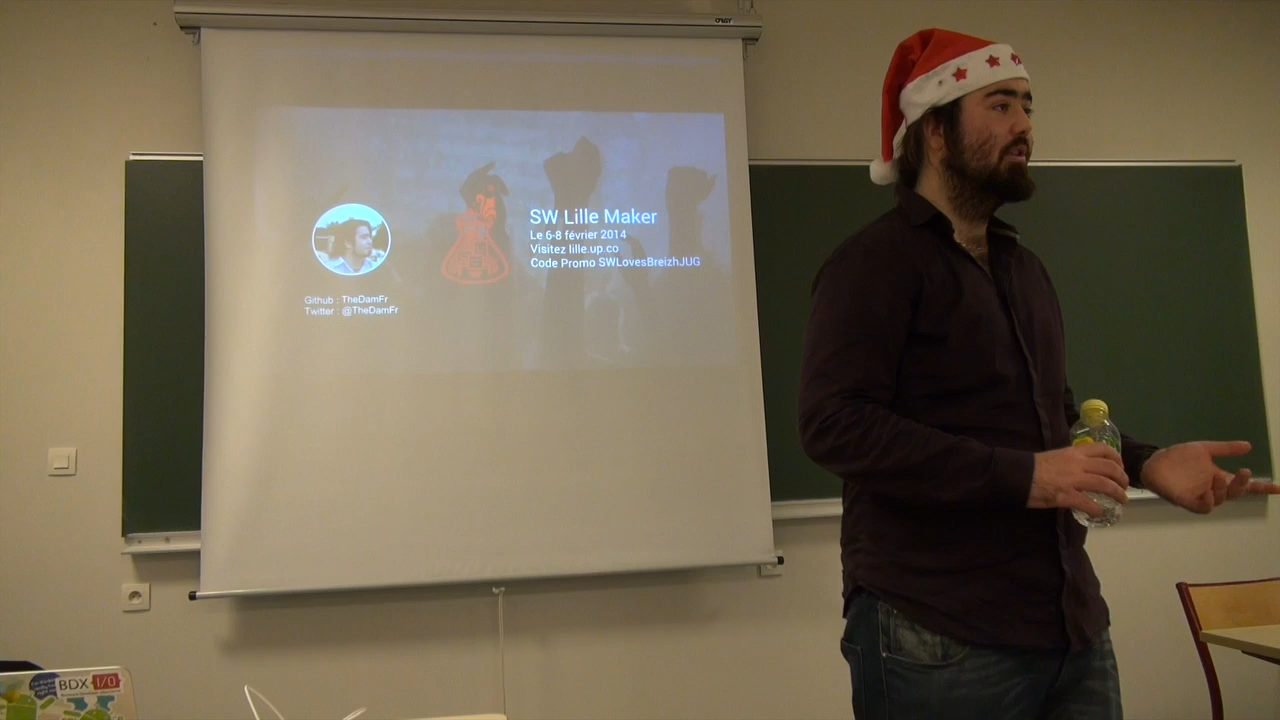 SW Lille Maker
Le 6-8 février 2014
Visitez lille.up.co
Code Promo SWLovesBreizhJUG
Github : TheDamFr
Twitter : @TheDamFr
BDX I/O